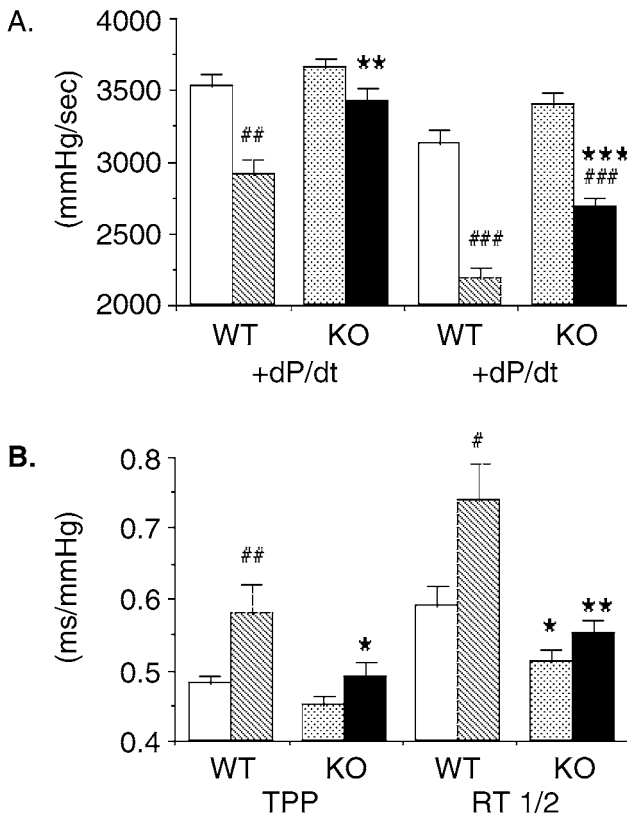 A.
(mmHg/sec)
4000
3500
3000
2500
2000
##
★★
###
★★★
###
WT KO WT KO
+dP/dt +dP/dt
B.
(ms/mmHg)
0.8
0.7
0.6
0.5
0.4
##
★
#
★
★★
WT KO WT KO
TPP RT 1/2